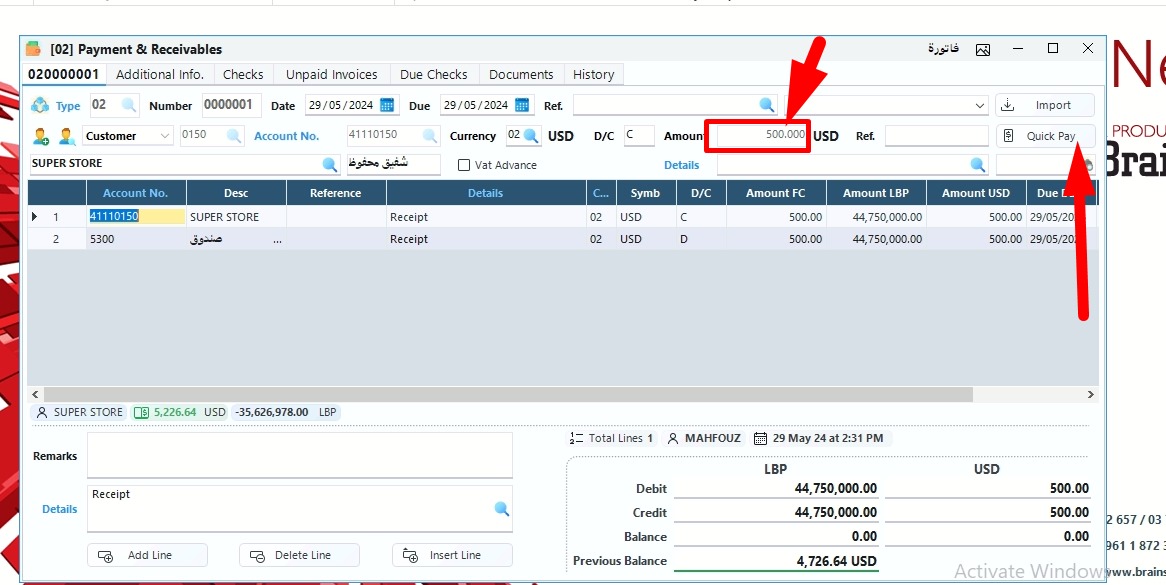 [02] Payment & Receivables فاتورة
020000001 Additional Info. Checks Unpaid Invoices Due Checks Documents History
Type 02 Number 0000001 Date 29/05/2024 Due 29/05/2024 Ref. Import
Customer 0150 Account No. 41110150 Currency 02 USD D/C C Amoun 500.000 USD Ref. Quick Pay
SUPER STORE شفيق محفوظ Vat Advance Details
Account No. Desc Reference Details C... Symb D/C Amount FC Amount LBP Amount USD Due D
1 41110150 SUPER STORE Receipt 02 USD C 500.00 44,750,000.00 500.00 29/05/20
2 5300 صندوق ... Receipt 02 USD D 500.00 44,750,000.00 500.00 29/05/20
SUPER STORE 5,226.64 USD -35,626,978.00 LBP
Remarks
Details Receipt
Add Line Delete Line Insert Line
Total Lines 1 MAHFOUZ 29 May 24 at 2:31 PM
LBP USD
Debit 44,750,000.00 500.00
Credit 44,750,000.00 500.00
Balance 0.00 0.00
Previous Balance 4,726.64 USD
Ne
PRODU
Brain
2 657 / 03
961 1 872 3
www.brains
Activate Window